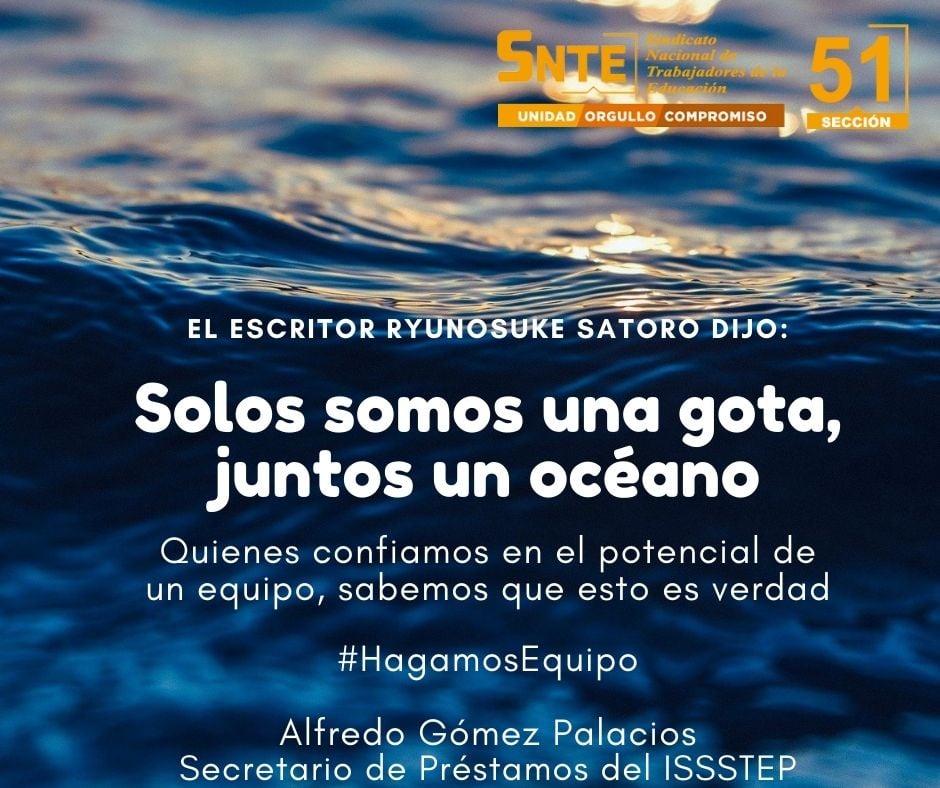 SNTE
Sindicato
Nacional de
Trabajadores de la
Educación
UNIDAD ORGULLO COMPROMISO
51
SECCIÓN
EL ESCRITOR RYUNOSUKE SATORO DIJO:
Solos somos una gota,
juntos un océano
Quienes confiamos en el potencial de
un equipo, sabemos que esto es verdad
#HagamosEquipo
Alfredo Gómez Palacios
Secretario de Préstamos del ISSSTEP